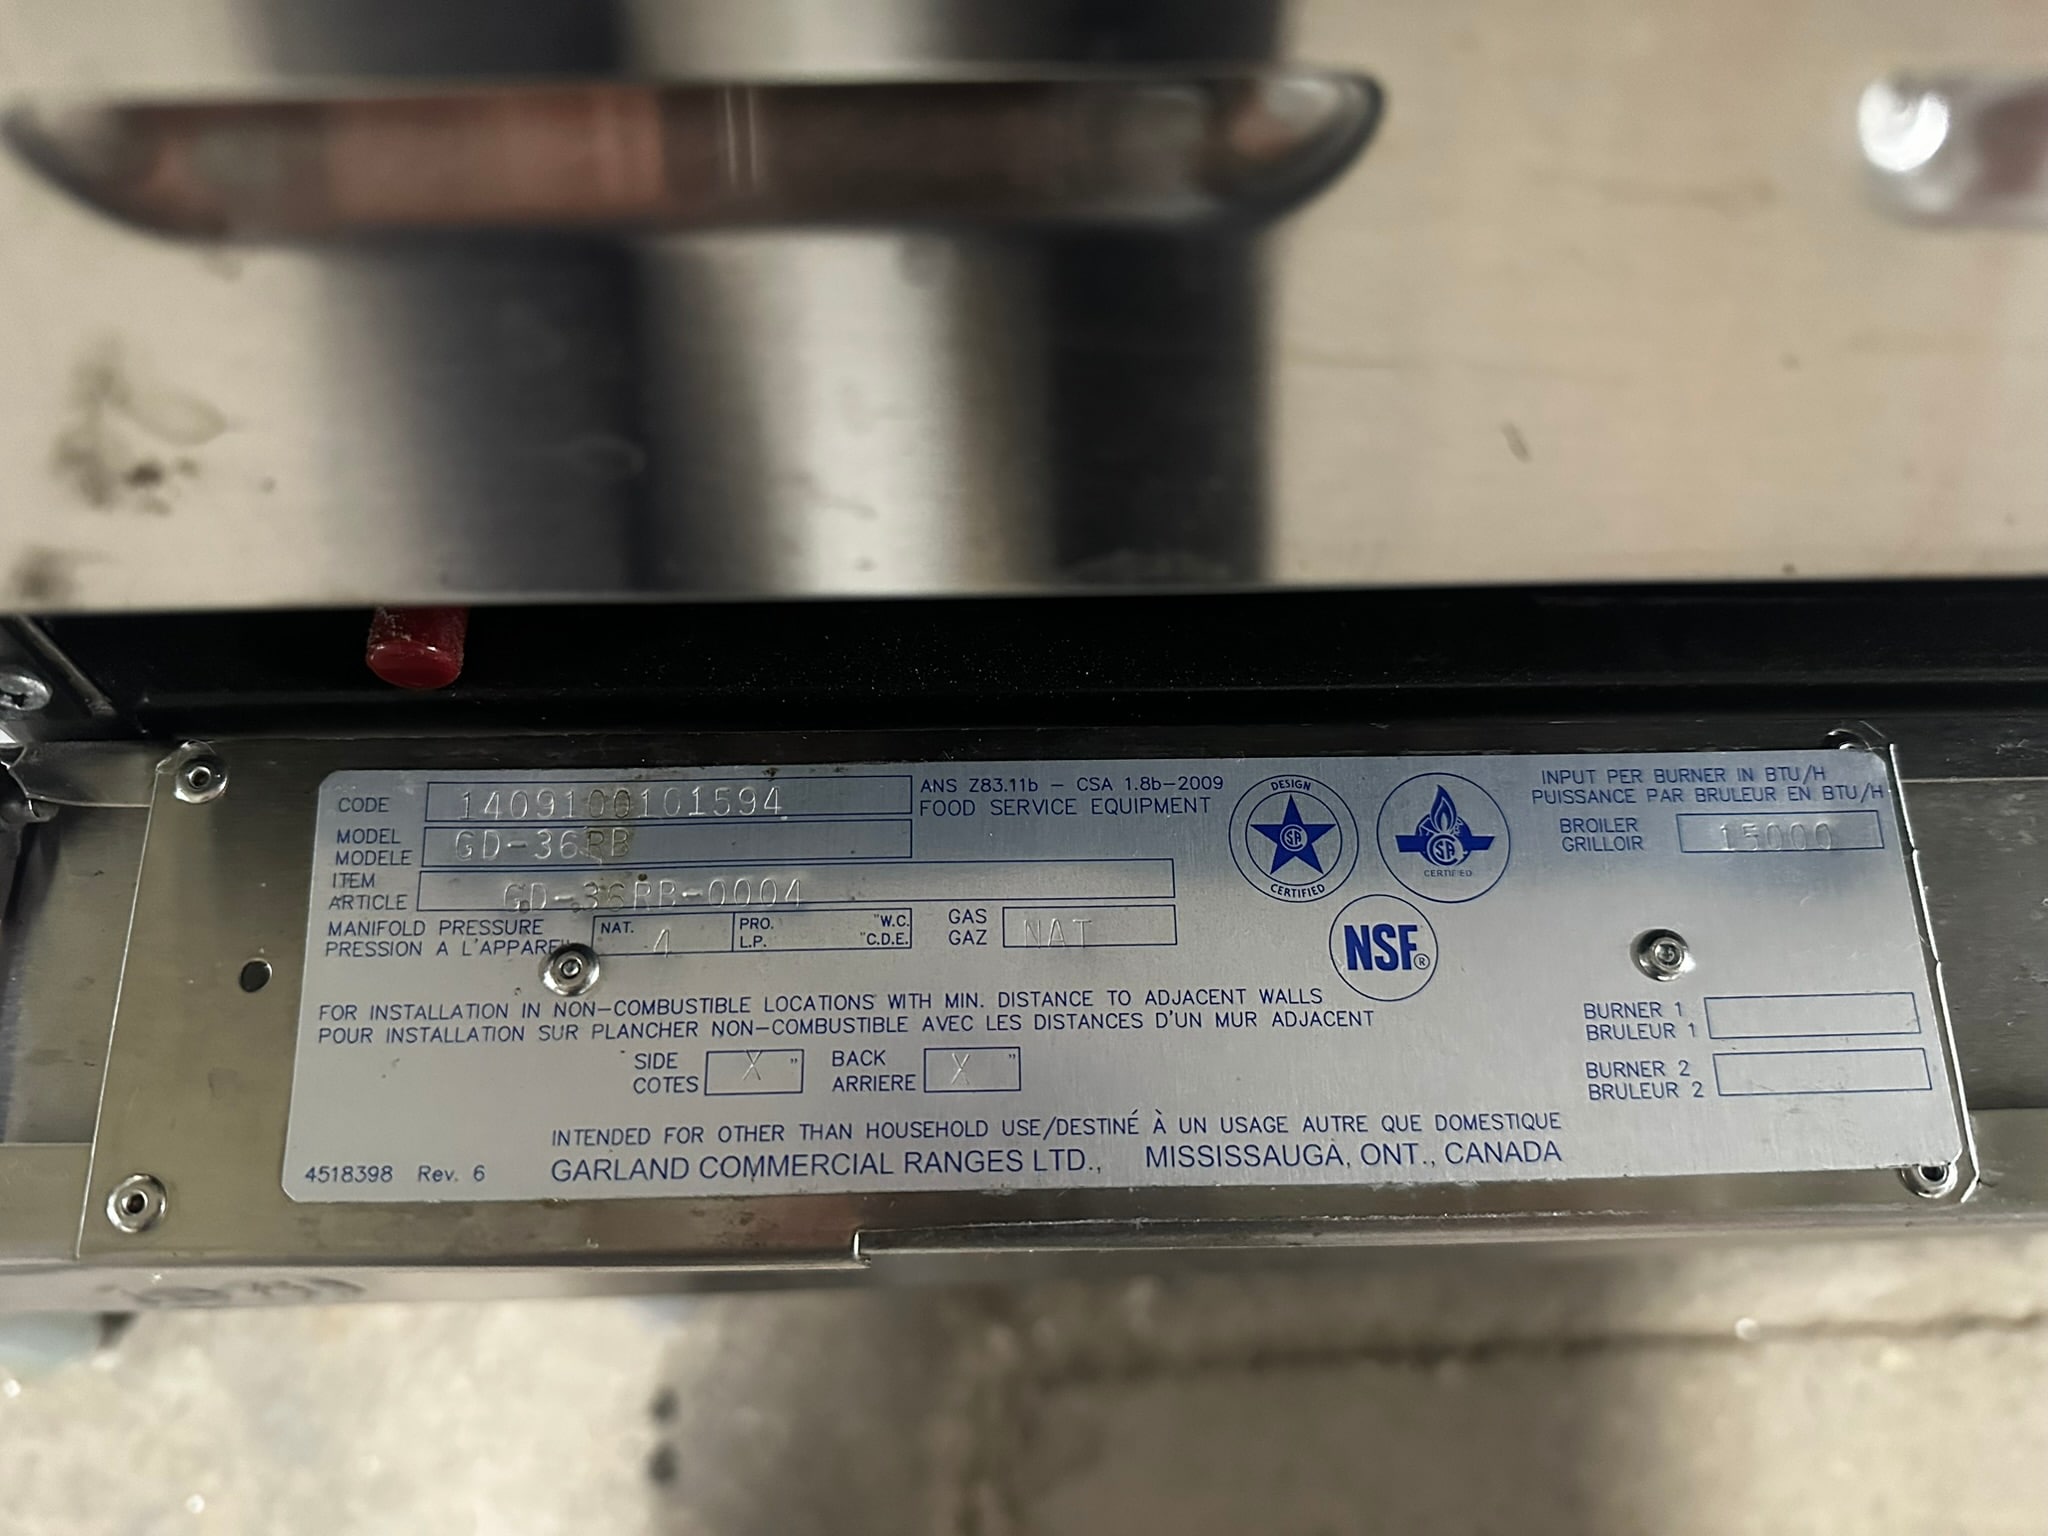 CODE 1409100101594
ANS Z83.11b – CSA 1.8b–2009
FOOD SERVICE EQUIPMENT
MODEL
MODELE
GD-36RB
ITEM
ARTICLE
GD-36RB-0004
MANIFOLD PRESSURE
PRESSION A L'APPAREIL
NAT. 4
PRO.
L.P.
"W.C.
"C.D.E.
GAS
GAZ
NAT
DESIGN
SA
CERTIFIED
SA
CERTIFIED
NSF®
INPUT PER BURNER IN BTU/H
PUISSANCE PAR BRULEUR EN BTU/H
BROILER
GRILLOIR
15000
BURNER 1
BRULEUR 1
BURNER 2
BRULEUR 2
FOR INSTALLATION IN NON–COMBUSTIBLE LOCATIONS WITH MIN. DISTANCE TO ADJACENT WALLS
POUR INSTALLATION SUR PLANCHER NON–COMBUSTIBLE AVEC LES DISTANCES D'UN MUR ADJACENT
SIDE
COTES
X "
BACK
ARRIERE
X "
INTENDED FOR OTHER THAN HOUSEHOLD USE/DESTINÉ À UN USAGE AUTRE QUE DOMESTIQUE
4518398 Rev. 6
GARLAND COMMERCIAL RANGES LTD., MISSISSAUGA, ONT., CANADA